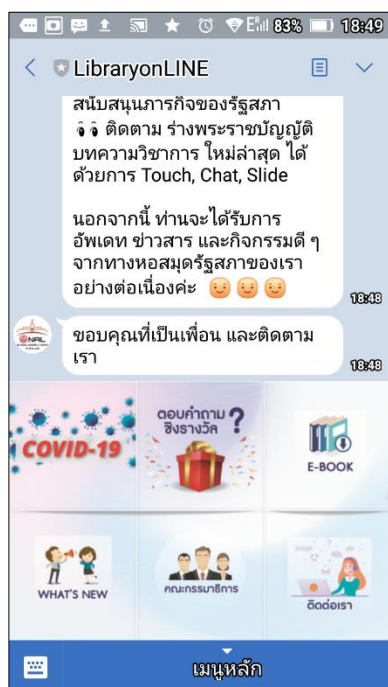 83% 18:49
LibraryonLINE
สนับสนุนภารกิจของรัฐสภา
ติดตาม ร่างพระราชบัญญัติ
บทความวิชาการ ใหม่ล่าสุด ได้
ด้วยการ Touch, Chat, Slide
นอกจากนี้ ท่านจะได้รับการ
อัพเดท ข่าวสาร และกิจกรรมดี ๆ
จากทางหอสมุดรัฐสภาของเรา
อย่างต่อเนื่องค่ะ
18:48
ขอบคุณที่เป็นเพื่อน และติดตาม
เรา
18:48
COVID-19
ตอบคำถาม ?
ชิงรางวัล
E-BOOK
WHAT'S NEW
คณะกรรมาธิการ
ติดต่อเรา
เมนูหลัก